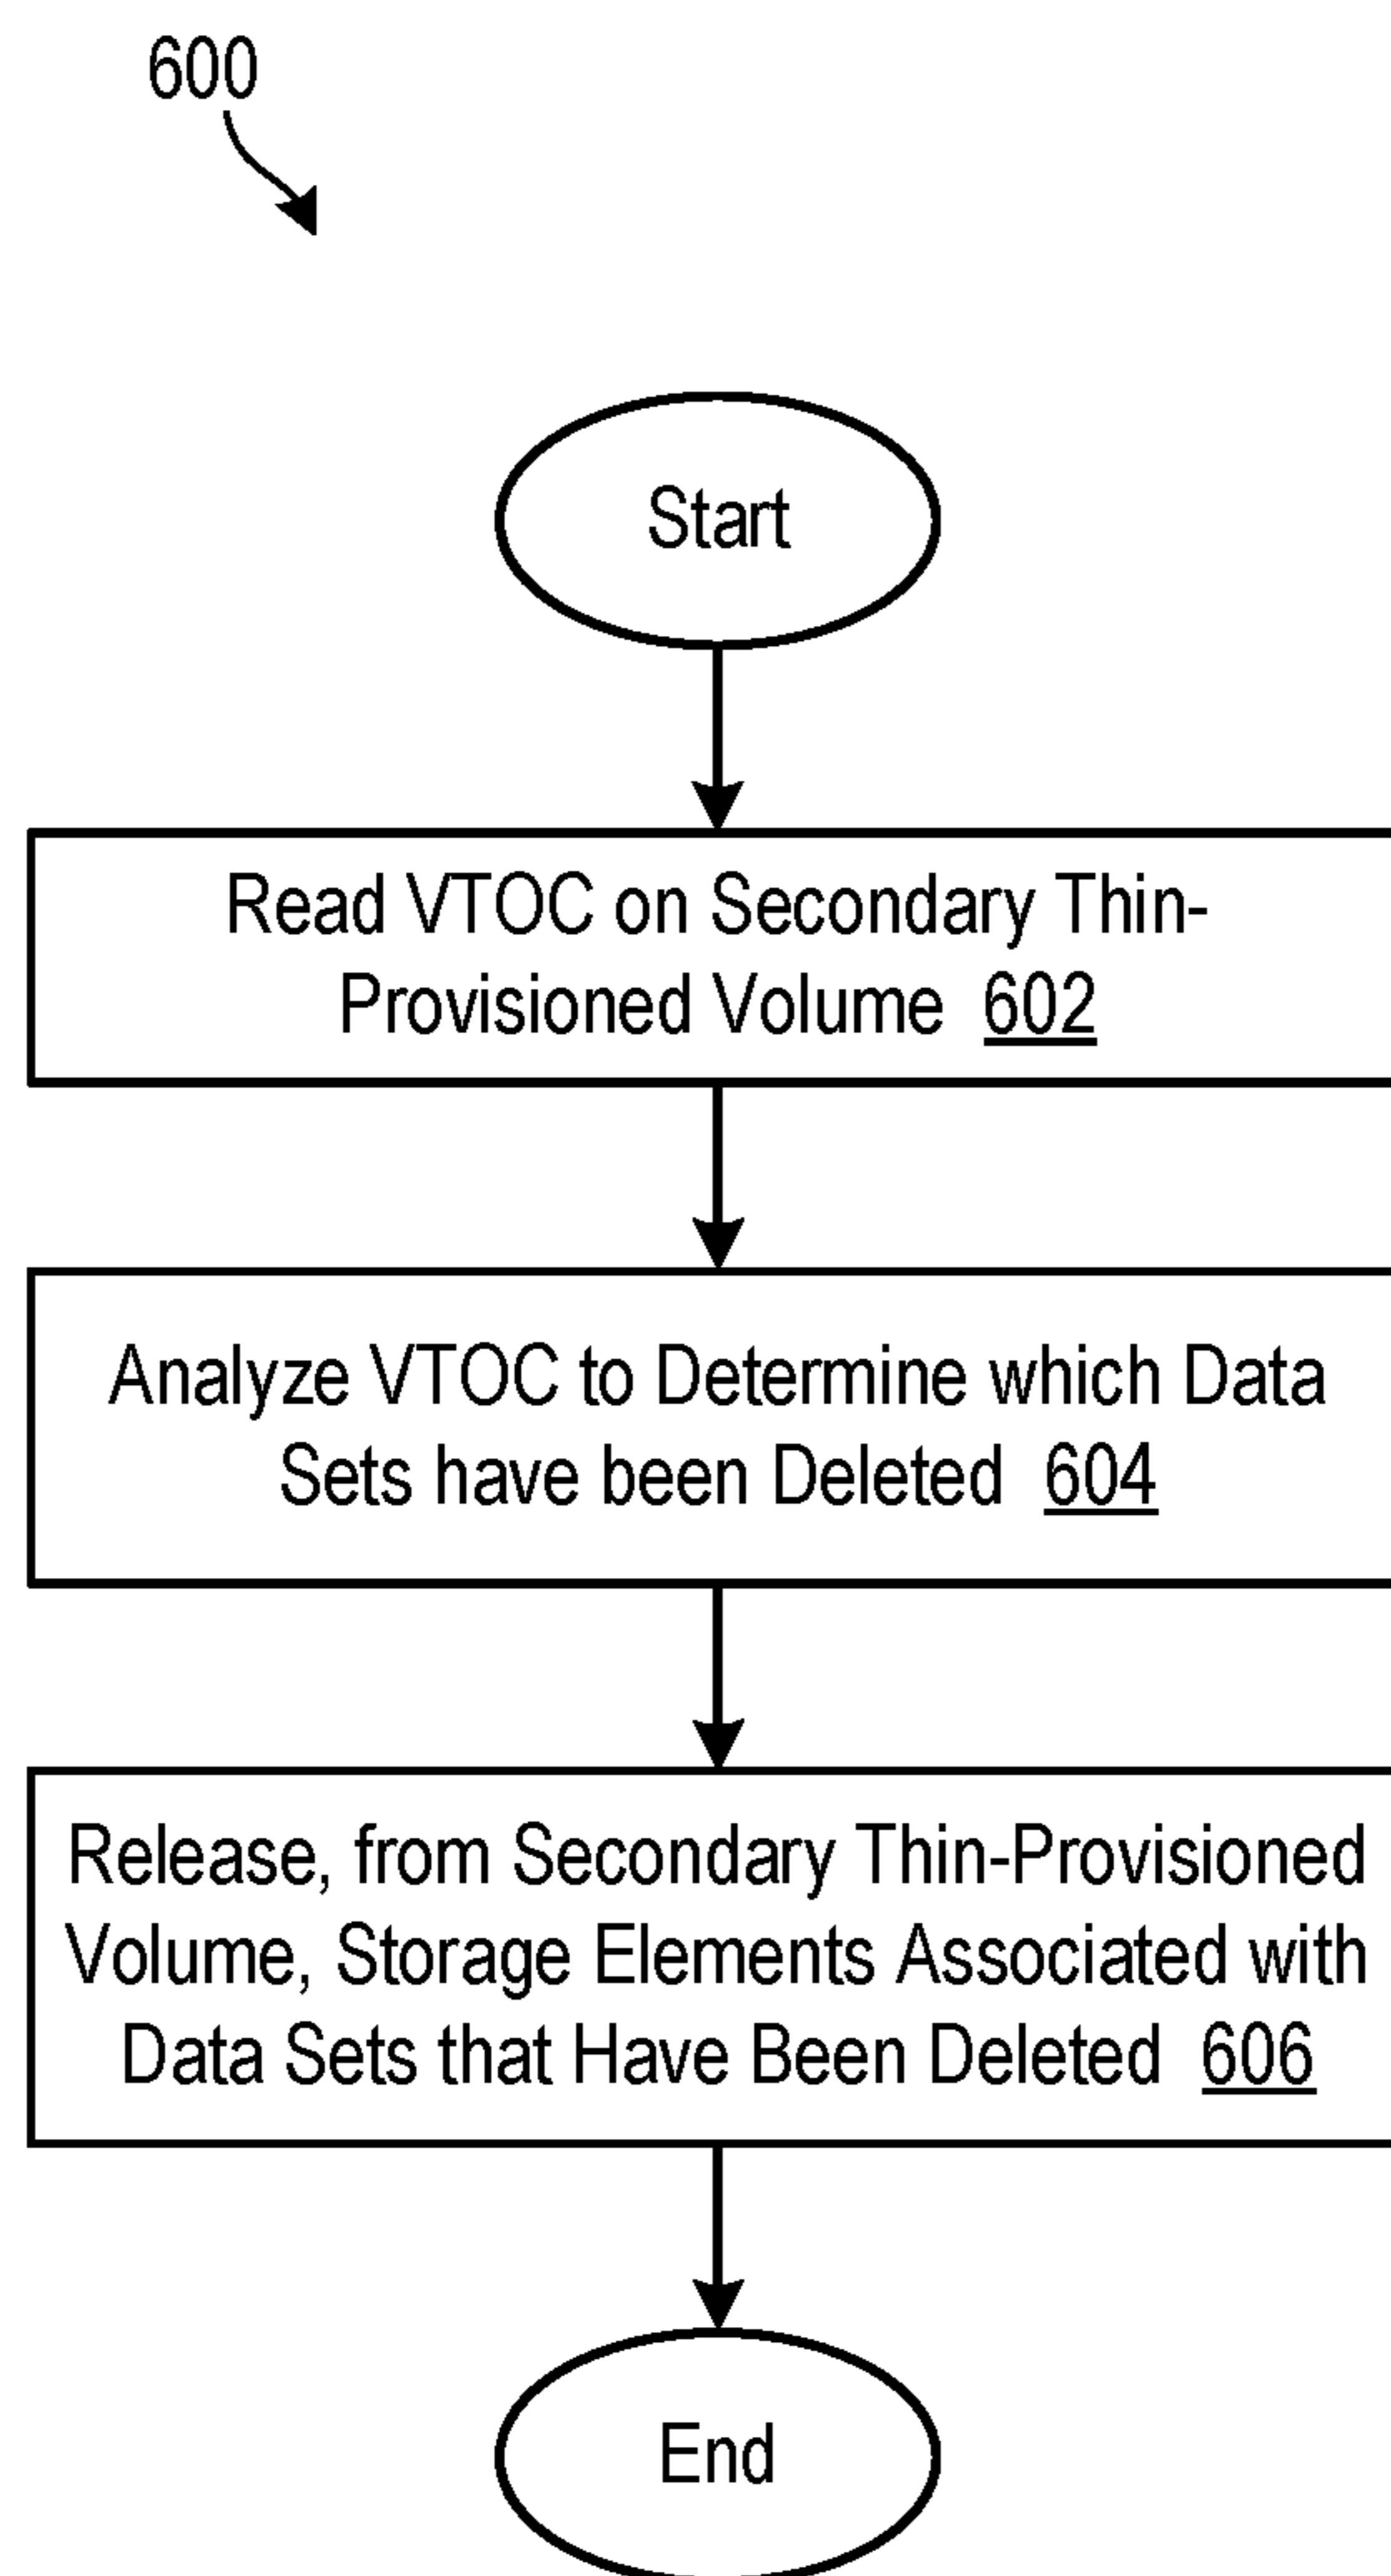 600
Start
Read VTOC on Secondary Thin-
Provisioned Volume 602
Analyze VTOC to Determine which Data
Sets have been Deleted 604
Release, from Secondary Thin-Provisioned
Volume, Storage Elements Associated with
Data Sets that Have Been Deleted 606
End